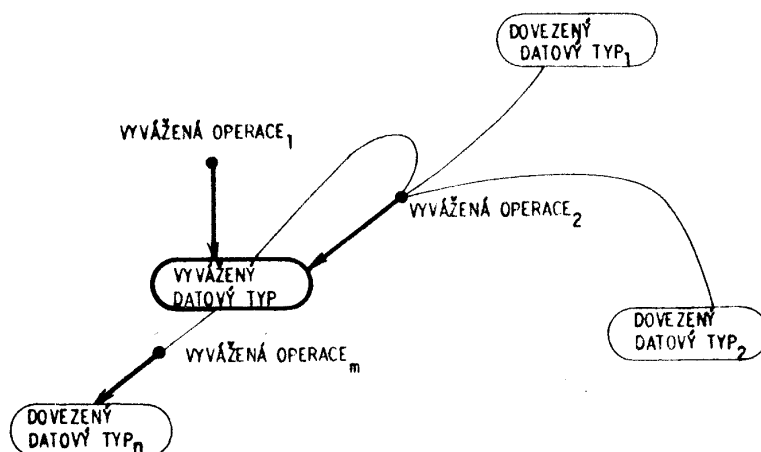 DOVEZENÝ
DATOVÝ TYP₁
VYVÁŽENÁ OPERACE₁
VYVÁŽENÁ OPERACE₂
VYVÁŽENÝ
DATOVÝ TYP
DOVEZENÝ
DATOVÝ TYP₂
VYVÁŽENÁ OPERACEₘ
DOVEZENÝ
DATOVÝ TYPₙ